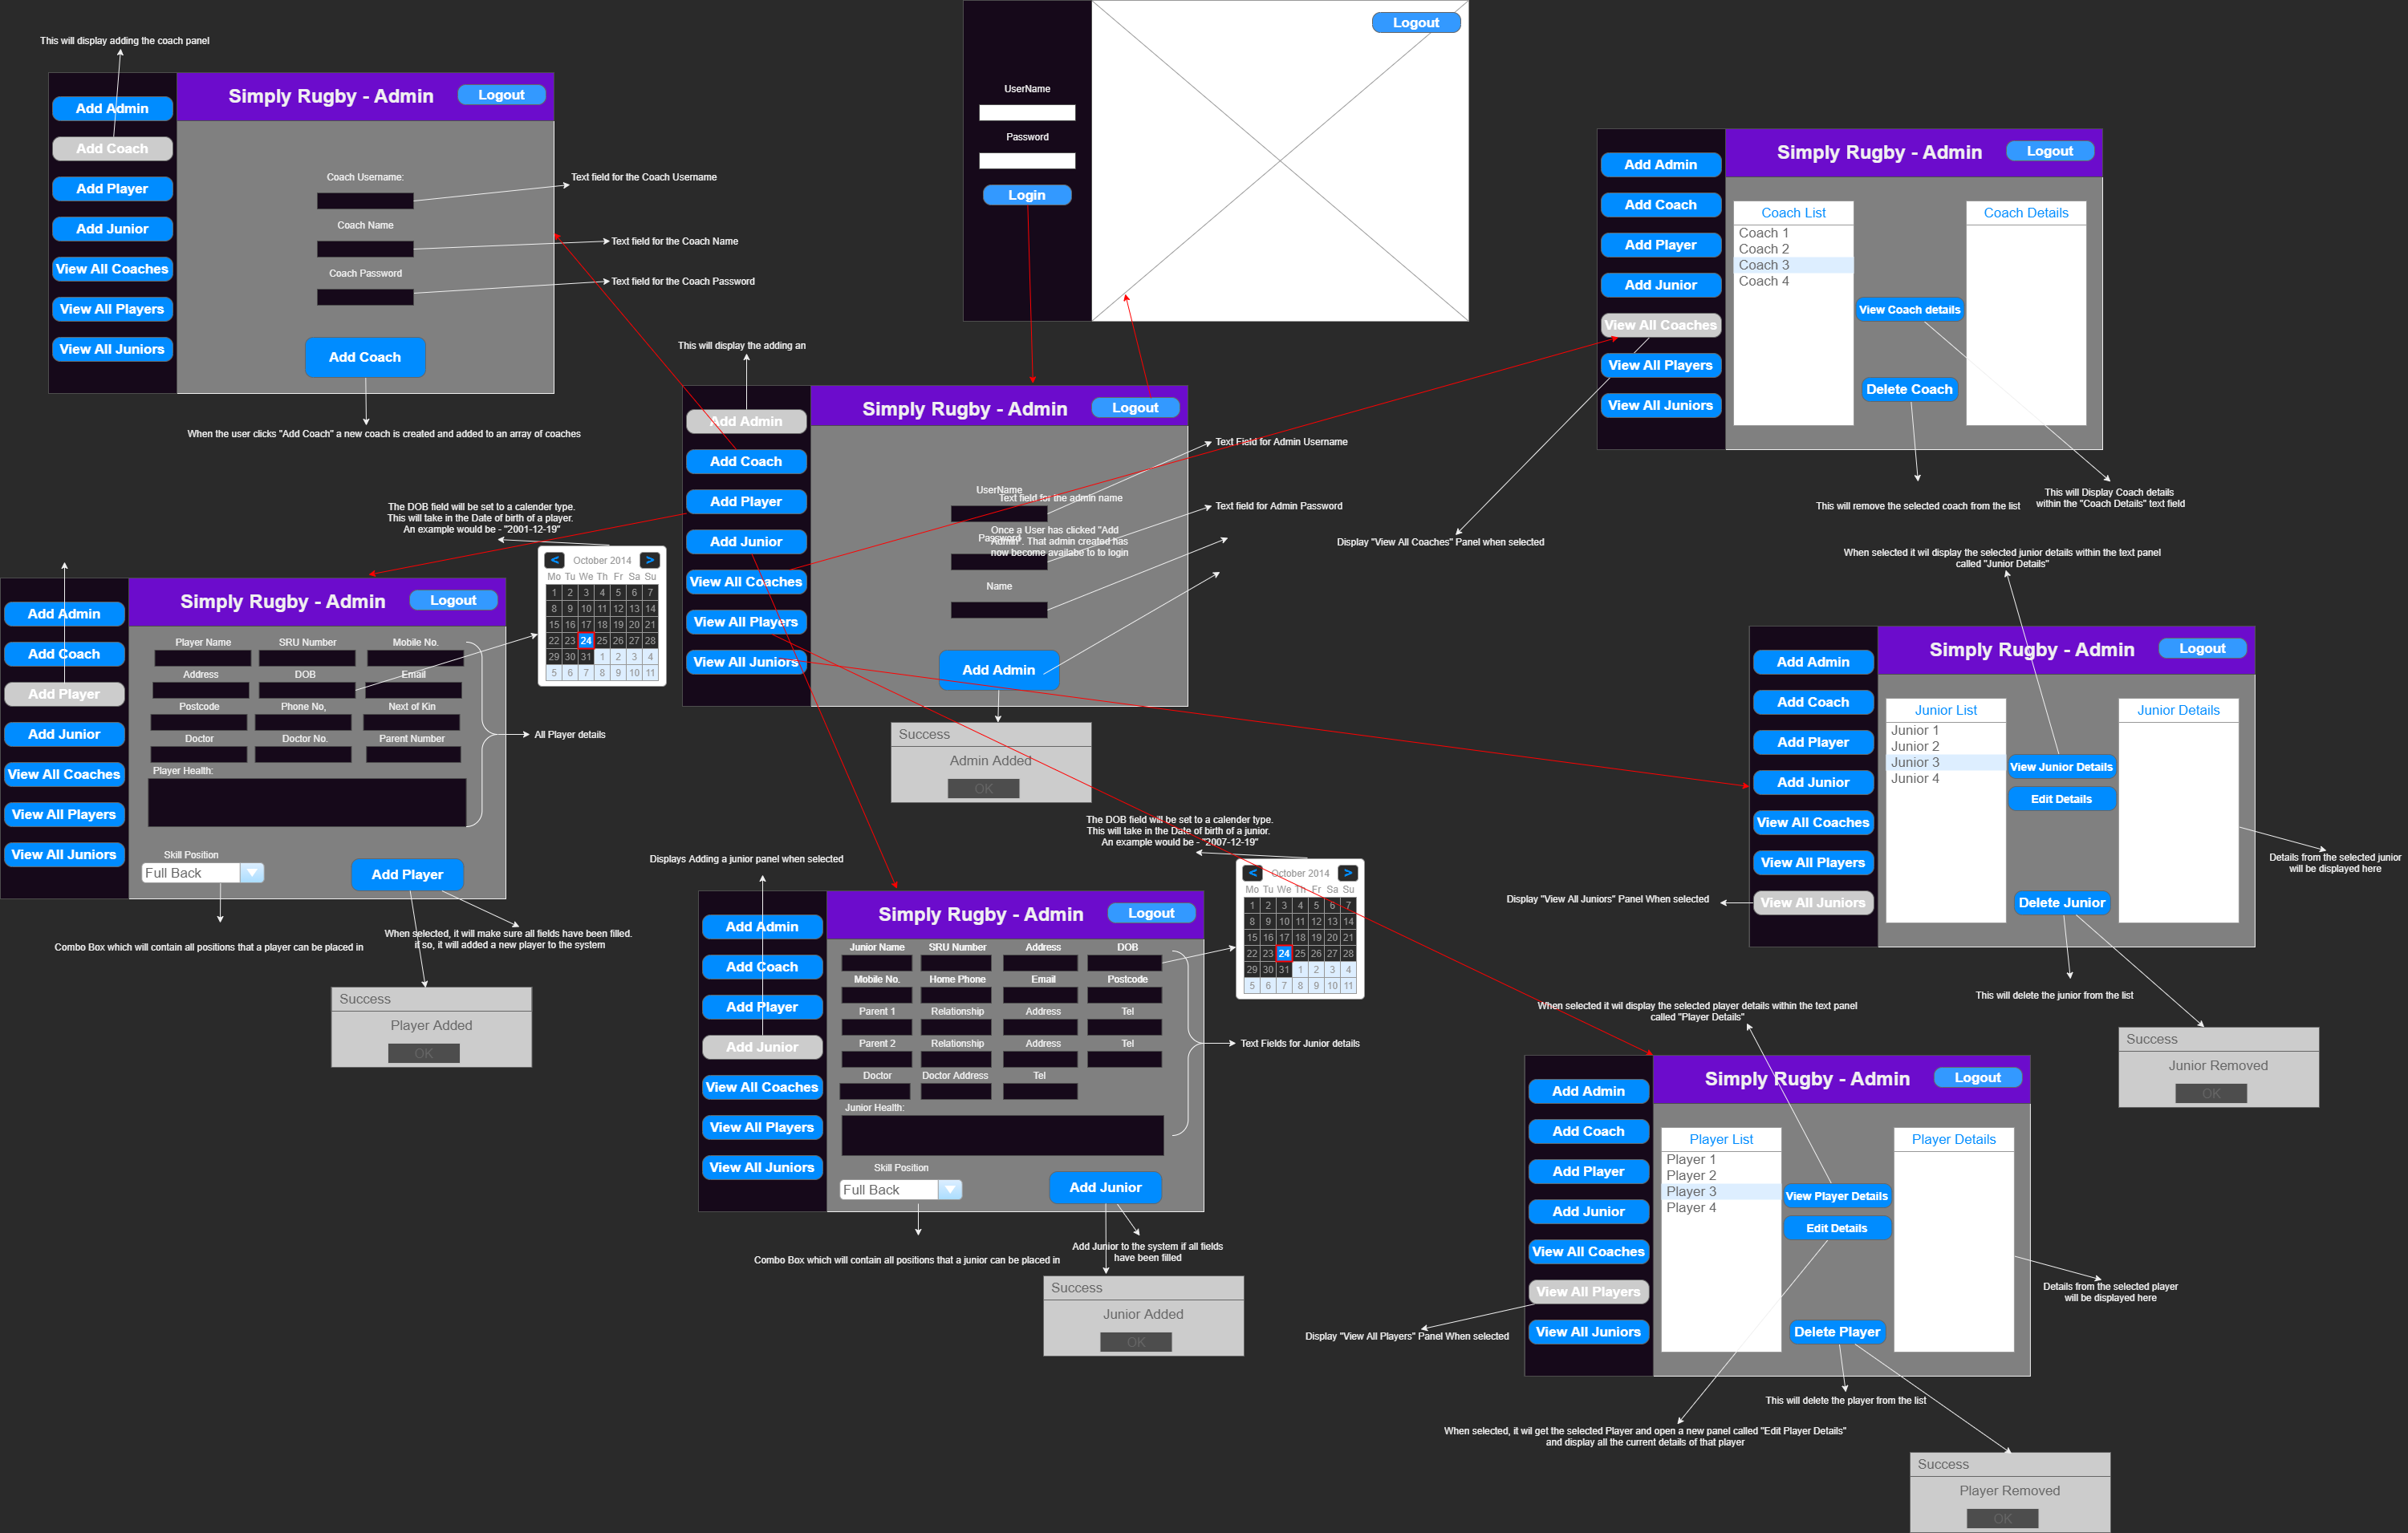 This will display adding the coach panel
Add Admin
Add Coach
Add Player
Add Junior
View All Coaches
View All Players
View All Juniors
Simply Rugby - Admin
Logout
Coach Username:
Coach Name
Coach Password
Add Coach
Text field for the Coach Username
Text field for the Coach Name
Text field for the Coach Password
When the user clicks "Add Coach" a new coach is created and added to an array of coaches
UserName
Password
Login
Logout
Add Admin
Add Coach
Add Player
Add Junior
View All Coaches
View All Players
View All Juniors
Simply Rugby - Admin
Logout
Coach List
Coach 1
Coach 2
Coach 3
Coach 4
View Coach details
Delete Coach
Coach Details
This will remove the selected coach from the list
This will Display Coach details
within the "Coach Details" text field
Display "View All Coaches" Panel when selected
This will display the adding an
Add Admin
Add Coach
Add Player
Add Junior
View All Coaches
View All Players
View All Juniors
Simply Rugby - Admin
Logout
UserName
Text field for the admin name
Password
Once a User has clicked "Add
Admin". That admin created has
now become availabe to to login
Name
Add Admin
Text Field for Admin Username
Text field for Admin Password
Success
Admin Added
OK
The DOB field will be set to a calender type.
This will take in the Date of birth of a player.
An example would be - "2001-12-19"
< October 2014 >
Mo Tu We Th Fr Sa Su
1 2 3 4 5 6 7
8 9 10 11 12 13 14
15 16 17 18 19 20 21
22 23 24 25 26 27 28
29 30 31 1 2 3 4
5 6 7 8 9 10 11
Add Admin
Add Coach
Add Player
Add Junior
View All Coaches
View All Players
View All Juniors
Simply Rugby - Admin
Logout
Player Name SRU Number Mobile No.
Address DOB Email
Postcode Phone No, Next of Kin
Doctor Doctor No. Parent Number
Player Health:
Skill Position
Full Back
Add Player
All Player details
Combo Box which will contain all positions that a player can be placed in
When selected, it will make sure all fields have been filled.
if so, it will added a new player to the system
Success
Player Added
OK
The DOB field will be set to a calender type.
This will take in the Date of birth of a junior.
An example would be - "2007-12-19"
< October 2014 >
Mo Tu We Th Fr Sa Su
1 2 3 4 5 6 7
8 9 10 11 12 13 14
15 16 17 18 19 20 21
22 23 24 25 26 27 28
29 30 31 1 2 3 4
5 6 7 8 9 10 11
Displays Adding a junior panel when selected
Add Admin
Add Coach
Add Player
Add Junior
View All Coaches
View All Players
View All Juniors
Simply Rugby - Admin
Logout
Junior Name SRU Number Address DOB
Mobile No. Home Phone Email Postcode
Parent 1 Relationship Address Tel
Parent 2 Relationship Address Tel
Doctor Doctor Address Tel
Junior Health:
Skill Position
Full Back
Add Junior
Text Fields for Junior details
Combo Box which will contain all positions that a junior can be placed in
Add Junior to the system if all fields
have been filled
Success
Junior Added
OK
When selected it wil display the selected junior details within the text panel
called "Junior Details"
Add Admin
Add Coach
Add Player
Add Junior
View All Coaches
View All Players
View All Juniors
Simply Rugby - Admin
Logout
Junior List
Junior 1
Junior 2
Junior 3
Junior 4
View Junior Details
Edit Details
Delete Junior
Junior Details
Details from the selected junior
will be displayed here
Display "View All Juniors" Panel When selected
This will delete the junior from the list
Success
Junior Removed
OK
When selected it wil display the selected player details within the text panel
called "Player Details"
Add Admin
Add Coach
Add Player
Add Junior
View All Coaches
View All Players
View All Juniors
Simply Rugby - Admin
Logout
Player List
Player 1
Player 2
Player 3
Player 4
View Player Details
Edit Details
Delete Player
Player Details
Details from the selected player
will be displayed here
Display "View All Players" Panel When selected
This will delete the player from the list
When selected, it wil get the selected Player and open a new panel called "Edit Player Details"
and display all the current details of that player
Success
Player Removed
OK